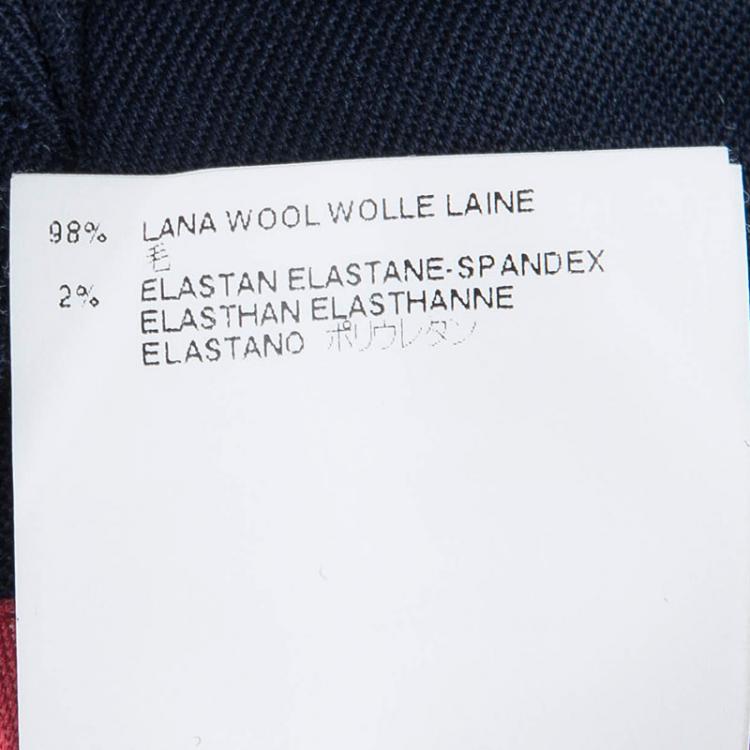 98% LANA WOOL WOLLE LAINE
毛
2% ELASTAN ELASTANE-SPANDEX
ELASTHAN ELASTHANNE
ELASTANO ポリウレタン